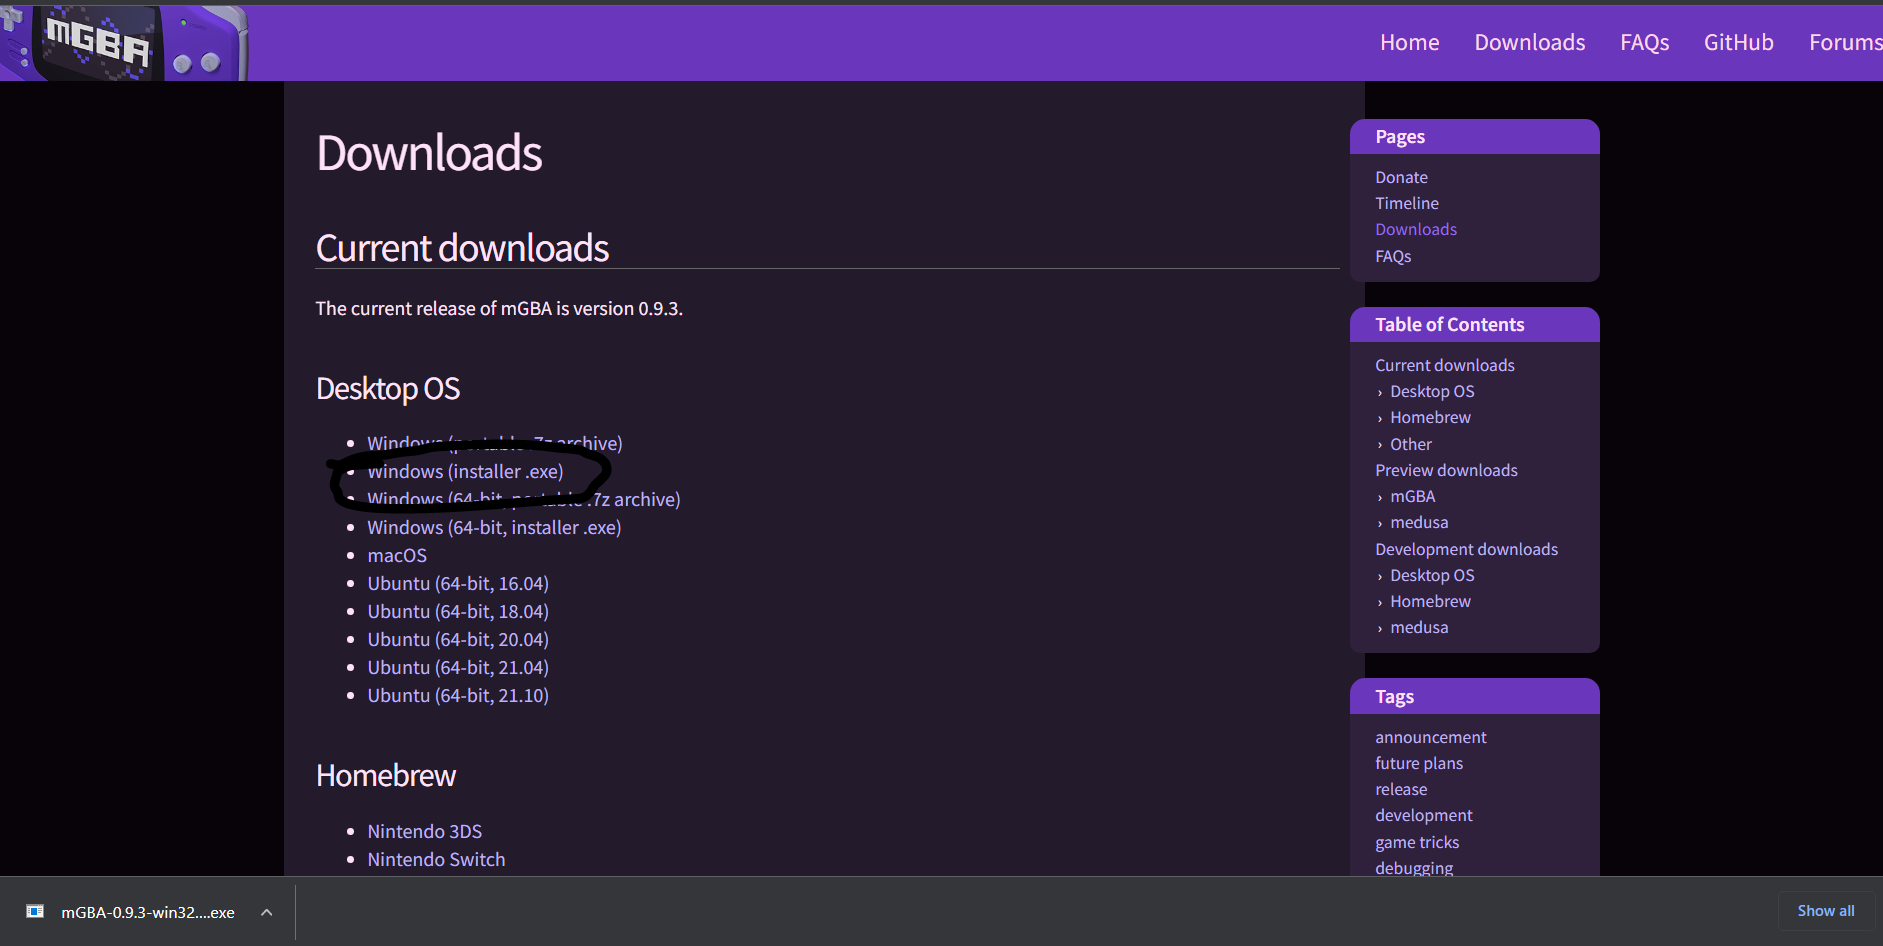 mGBA
Home Downloads FAQs GitHub Forums
Downloads
Current downloads
The current release of mGBA is version 0.9.3.
Desktop OS
Windows (portable .7z archive)
Windows (installer .exe)
Windows (64-bit, portable .7z archive)
Windows (64-bit, installer .exe)
macOS
Ubuntu (64-bit, 16.04)
Ubuntu (64-bit, 18.04)
Ubuntu (64-bit, 20.04)
Ubuntu (64-bit, 21.04)
Ubuntu (64-bit, 21.10)
Homebrew
Nintendo 3DS
Nintendo Switch
Pages
Donate
Timeline
Downloads
FAQs
Table of Contents
Current downloads
› Desktop OS
› Homebrew
› Other
Preview downloads
› mGBA
› medusa
Development downloads
› Desktop OS
› Homebrew
› medusa
Tags
announcement
future plans
release
development
game tricks
debugging
mGBA-0.9.3-win32....exe
Show all